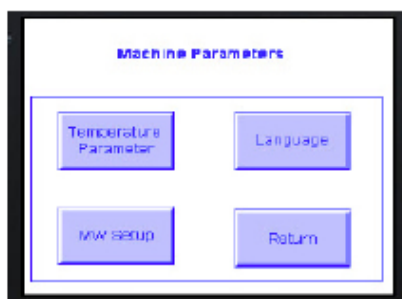 Machine Parameters
Temperature
Parameter
Language
MW Setup
Return